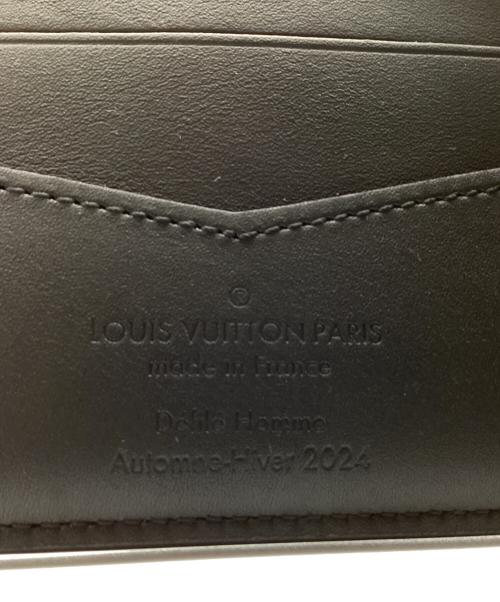 ®
LOUIS VUITTON PARIS
made in France
Défilé Homme
Automne-Hiver 2024